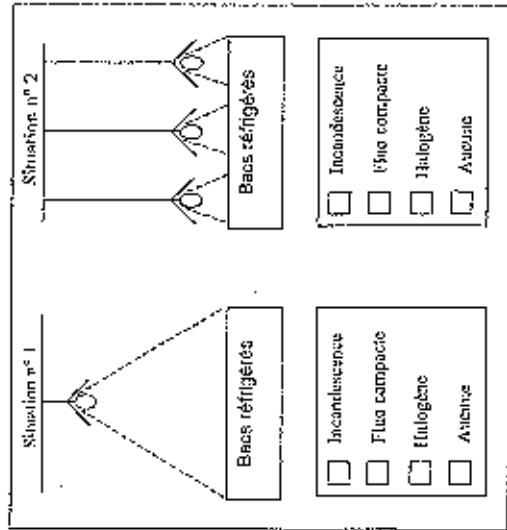 Situation n° 1
Bacs réfrigérés
Incandescence
Fluo compacte
Halogène
Aucune
Situation n° 2
Bacs réfrigérés
Incandescence
Fluo compacte
Halogène
Aucune